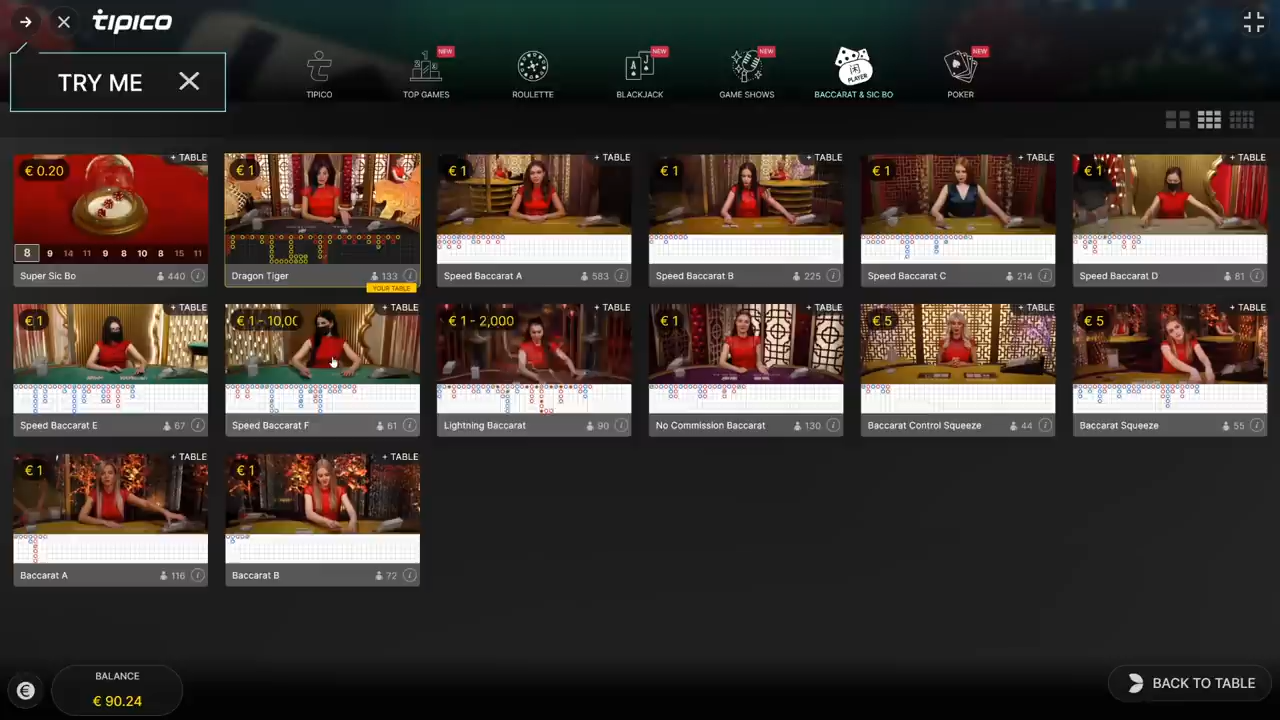 tipico
TRY ME
TIPICO
NEW
TOP GAMES
ROULETTE
NEW
BLACKJACK
NEW
GAME SHOWS
PLAYER
BACCARAT & SIC BO
NEW
POKER
€ 0.20
+ TABLE
8 9 14 11 9 8 10 8 15 11
Super Sic Bo 440
€ 1
Dragon Tiger 133
YOUR TABLE
€ 1
+ TABLE
Speed Baccarat A 583
€ 1
+ TABLE
Speed Baccarat B 225
€ 1
+ TABLE
Speed Baccarat C 214
€ 1
+ TABLE
Speed Baccarat D 81
€ 1
+ TABLE
Speed Baccarat E 67
€ 1 - 10,00
+ TABLE
Speed Baccarat F 61
€ 1 - 2,000
+ TABLE
Lightning Baccarat 90
€ 1
+ TABLE
No Commission Baccarat 130
€ 5
+ TABLE
Baccarat Control Squeeze 44
€ 5
+ TABLE
Baccarat Squeeze 55
€ 1
+ TABLE
Baccarat A 116
€ 1
+ TABLE
Baccarat B 72
BALANCE
€ 90.24
BACK TO TABLE